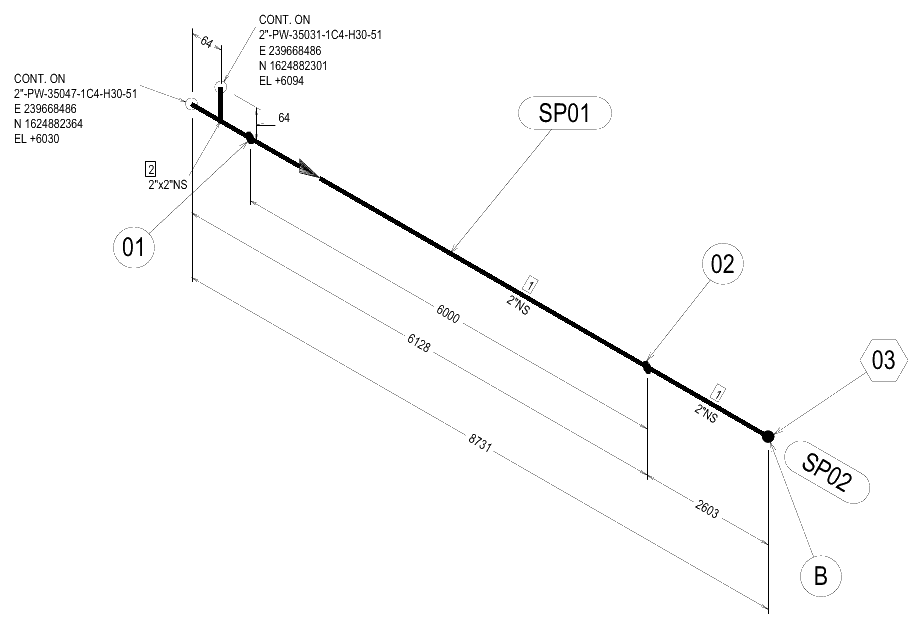 CONT. ON
2"-PW-35031-1C4-H30-51
E 239668486
N 1624882301
EL +6094
64
CONT. ON
2"-PW-35047-1C4-H30-51
E 239668486
N 1624882364
EL +6030
64
SP01
2
2"x2"NS
01
02
1
2"NS
6000
6128
03
1
2"NS
8731
SP02
2603
B